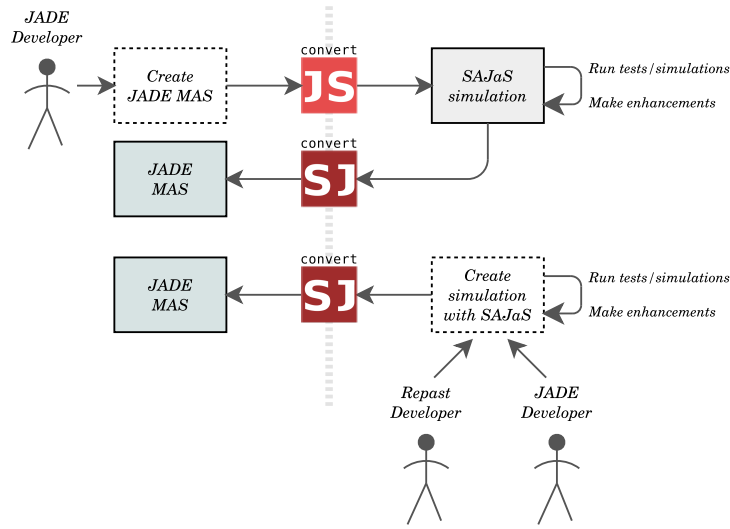 JADE
Developer
Create
JADE MAS
convert
JS
SAJaS
simulation
Run tests/simulations
Make enhancements
JADE
MAS
convert
SJ
JADE
MAS
convert
SJ
Create
simulation
with SAJaS
Run tests/simulations
Make enhancements
Repast
Developer
JADE
Developer